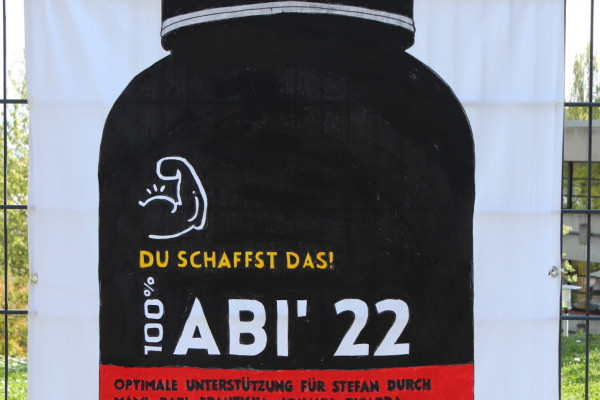 DU SCHAFFST DAS!
100%
ABI' 22
OPTIMALE UNTERSTÜTZUNG FÜR STEFAN DURCH